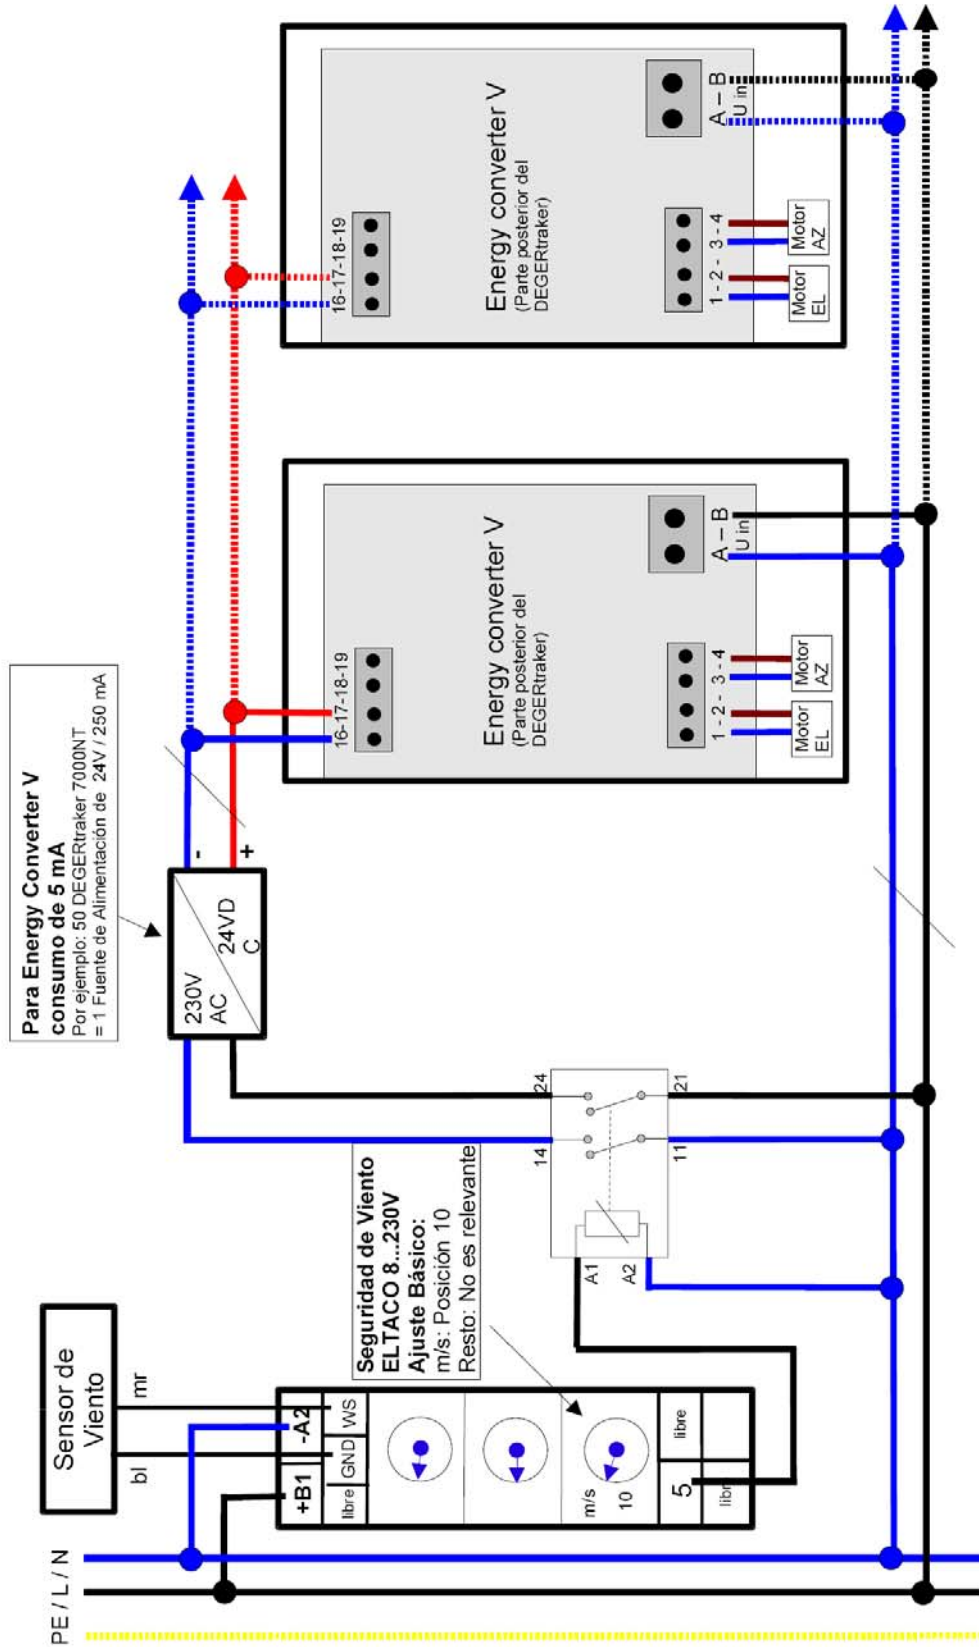 Para Energy Converter V
consumo de 5 mA
Por ejemplo: 50 DEGERtraker 7000NT
= 1 Fuente de Alimentación de 24V / 250 mA
230V
AC
24VD
C
-
+
Sensor de
Viento
bl
mr
Seguridad de Viento
ELTACO 8...230V
Ajuste Básico:
m/s: Posición 10
Resto: No es relevante
PE / L / N
+B1
-A2
libre
GND
WS
m/s
10
5
libre
libr
A1
A2
14
24
11
21
16-17-18-19
Energy converter V
(Parte posterior del
DEGERtraker)
1 - 2 - 3 - 4
A – B
U in
Motor
EL
Motor
AZ
16-17-18-19
Energy converter V
(Parte posterior del
DEGERtraker)
1 - 2 - 3 - 4
A – B
U in
Motor
EL
Motor
AZ